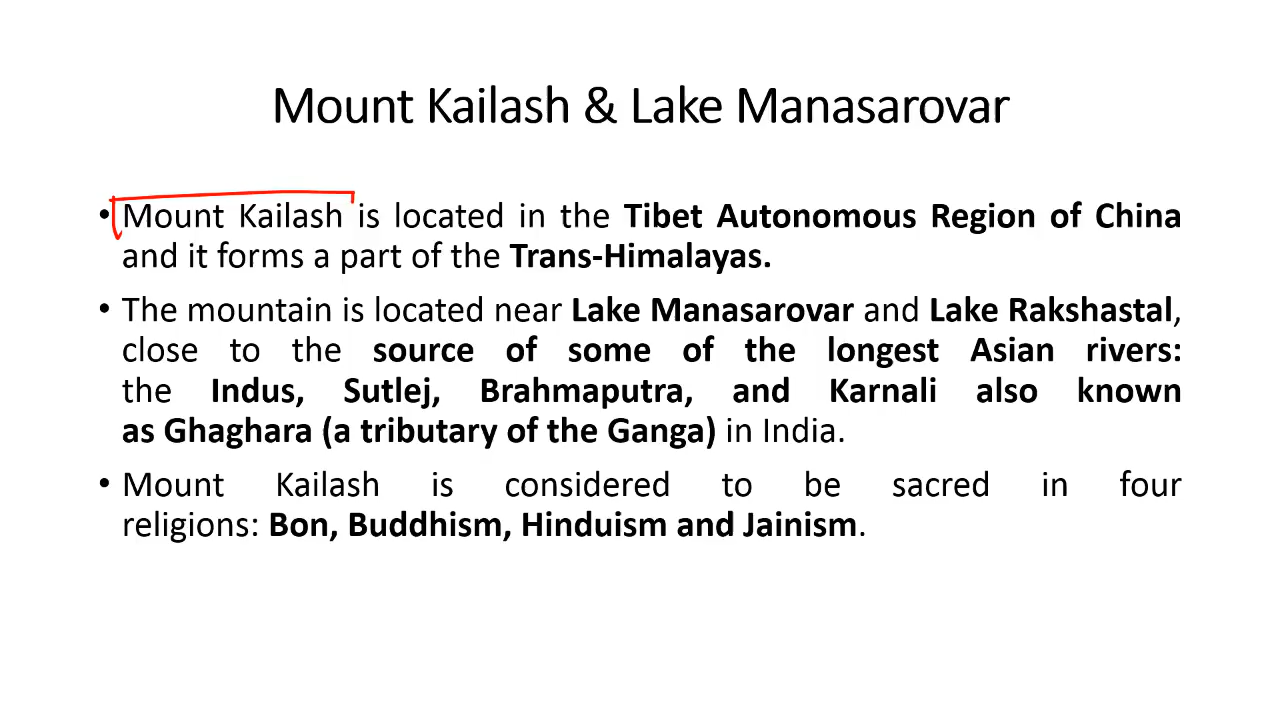 Mount Kailash & Lake Manasarovar
• Mount Kailash is located in the Tibet Autonomous Region of China
and it forms a part of the Trans-Himalayas.
• The mountain is located near Lake Manasarovar and Lake Rakshastal,
close to the source of some of the longest Asian rivers:
the Indus, Sutlej, Brahmaputra, and Karnali also known
as Ghaghara (a tributary of the Ganga) in India.
• Mount Kailash is considered to be sacred in four
religions: Bon, Buddhism, Hinduism and Jainism.